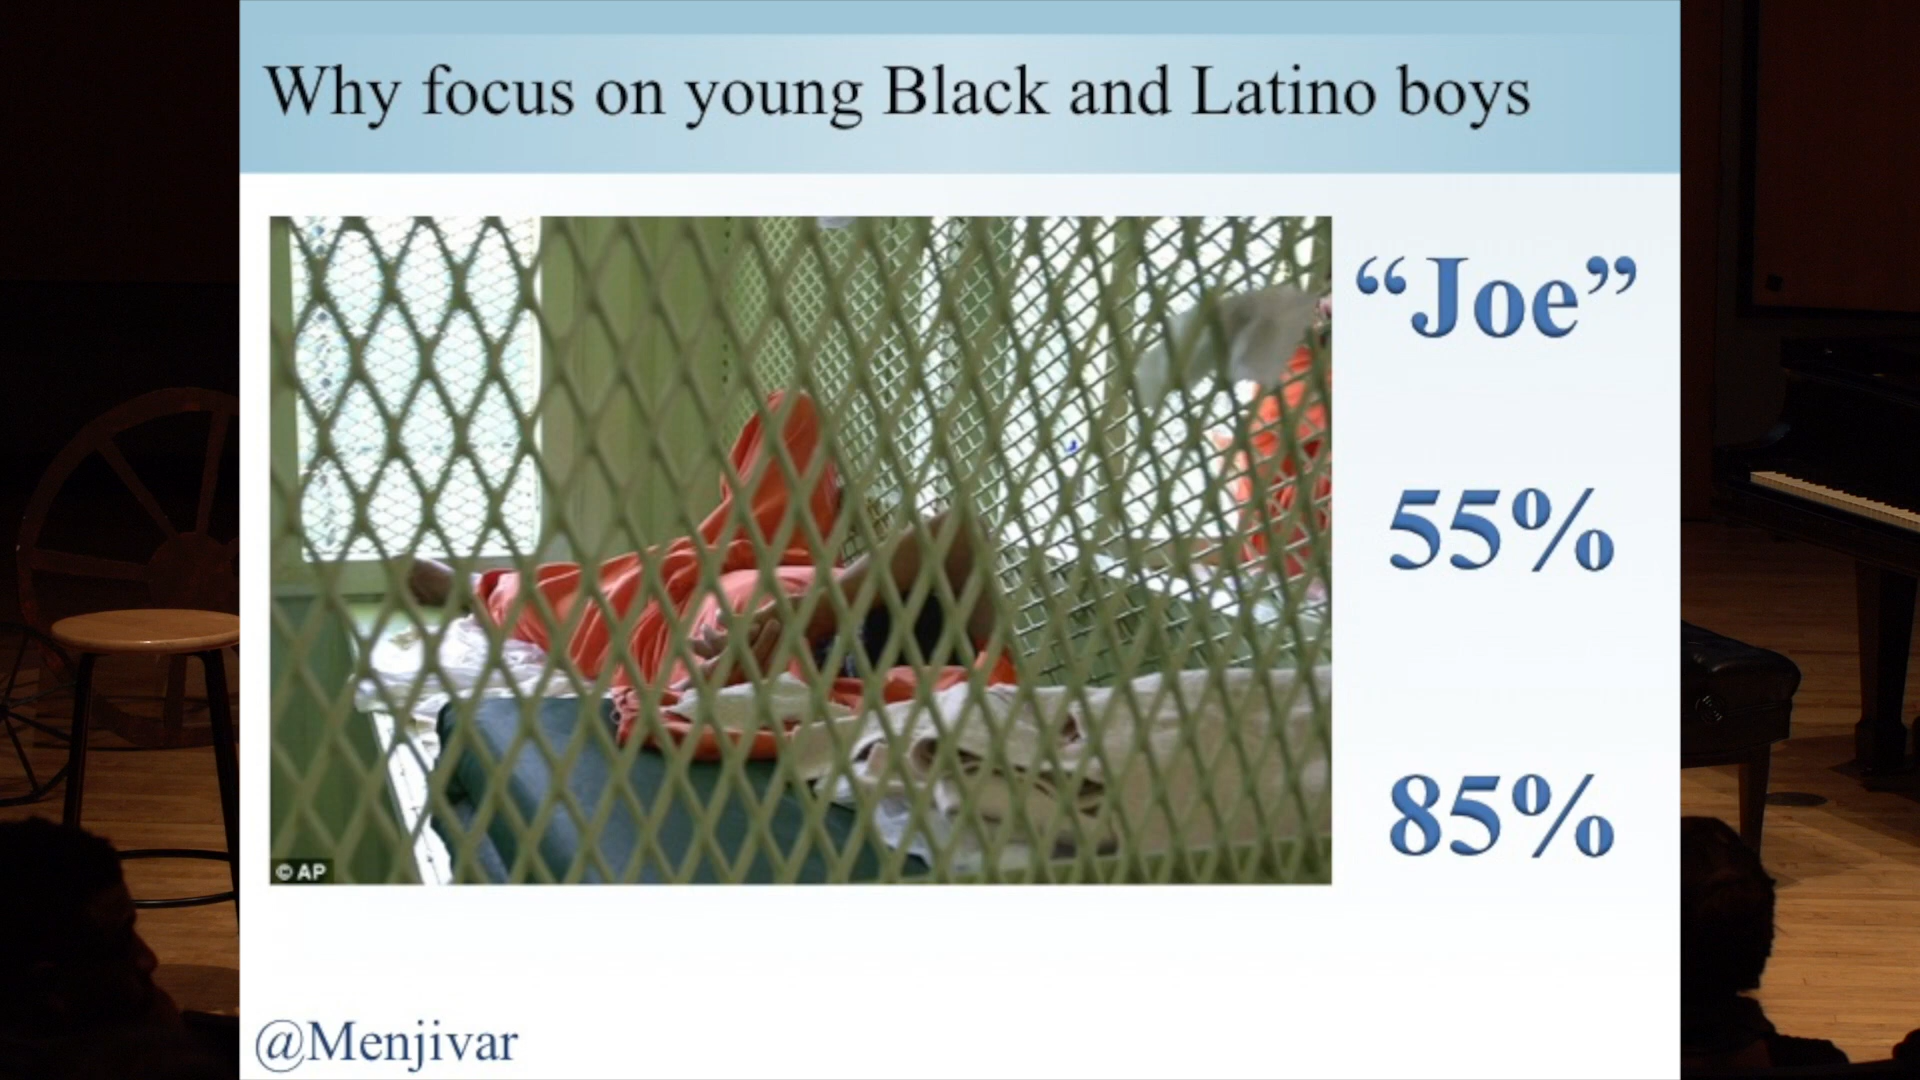 Why focus on young Black and Latino boys
“Joe”
55%
85%
© AP
@Menjivar